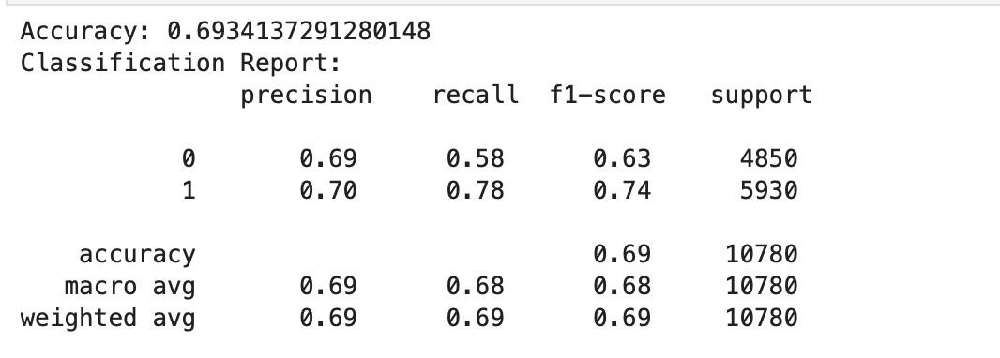 Accuracy: 0.6934137291280148
Classification Report:
precision recall f1-score support
0 0.69 0.58 0.63 4850
1 0.70 0.78 0.74 5930
accuracy 0.69 10780
macro avg 0.69 0.68 0.68 10780
weighted avg 0.69 0.69 0.69 10780